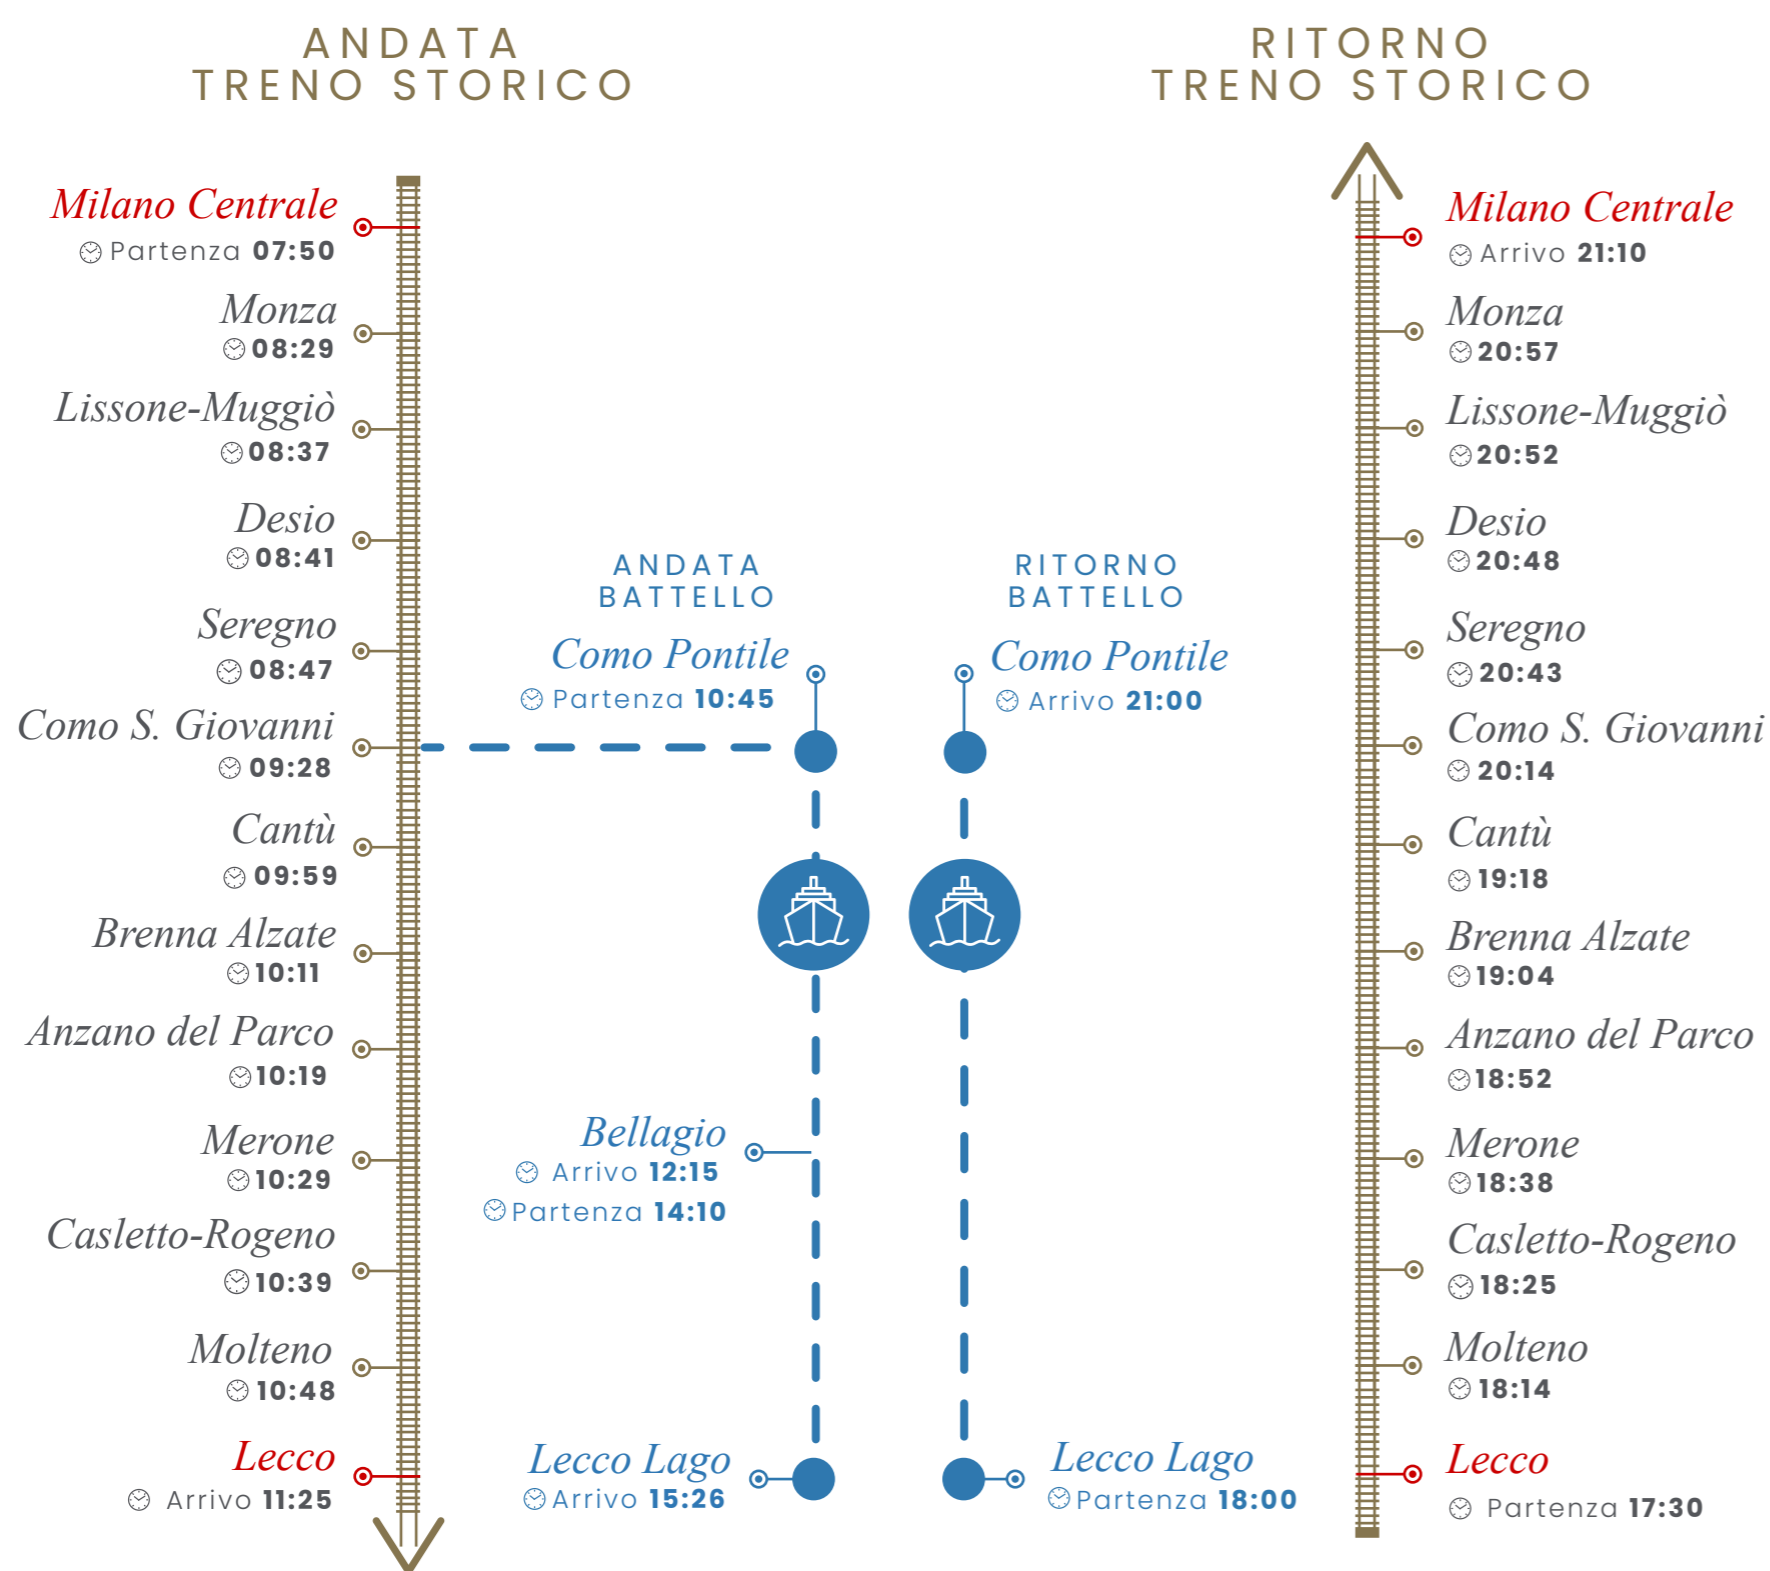 ANDATA
TRENO STORICO
Milano Centrale
Partenza 07:50
Monza
08:29
Lissone-Muggiò
08:37
Desio
08:41
Seregno
08:47
Como S. Giovanni
09:28
Cantù
09:59
Brenna Alzate
10:11
Anzano del Parco
10:19
Merone
10:29
Casletto-Rogeno
10:39
Molteno
10:48
Lecco
Arrivo 11:25
ANDATA
BATTELLO
Como Pontile
Partenza 10:45
Bellagio
Arrivo 12:15
Partenza 14:10
Lecco Lago
Arrivo 15:26
RITORNO
BATTELLO
Como Pontile
Arrivo 21:00
Lecco Lago
Partenza 18:00
RITORNO
TRENO STORICO
Milano Centrale
Arrivo 21:10
Monza
20:57
Lissone-Muggiò
20:52
Desio
20:48
Seregno
20:43
Como S. Giovanni
20:14
Cantù
19:18
Brenna Alzate
19:04
Anzano del Parco
18:52
Merone
18:38
Casletto-Rogeno
18:25
Molteno
18:14
Lecco
Partenza 17:30